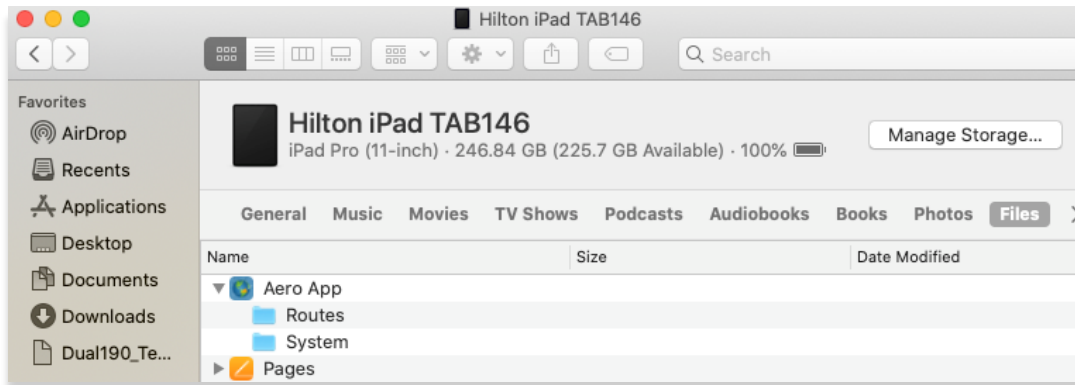 Hilton iPad TAB146
Search
Favorites
AirDrop
Recents
Applications
Desktop
Documents
Downloads
Dual190_Te...
Hilton iPad TAB146
iPad Pro (11-inch) · 246.84 GB (225.7 GB Available) · 100%
Manage Storage...
General Music Movies TV Shows Podcasts Audiobooks Books Photos Files
Name Size Date Modified
Aero App
Routes
System
Pages